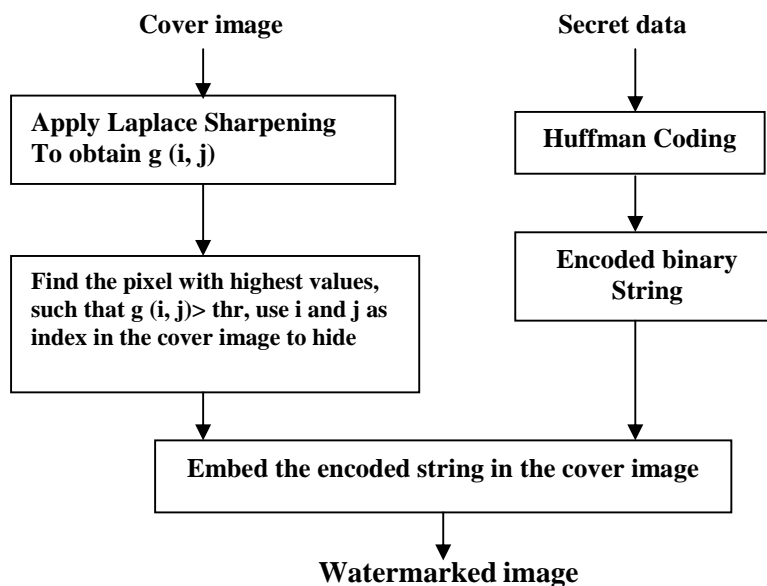 Cover image
Secret data
Apply Laplace Sharpening
To obtain g (i, j)
Huffman Coding
Find the pixel with highest values,
such that g (i, j)> thr, use i and j as
index in the cover image to hide
Encoded binary
String
Embed the encoded string in the cover image
Watermarked image